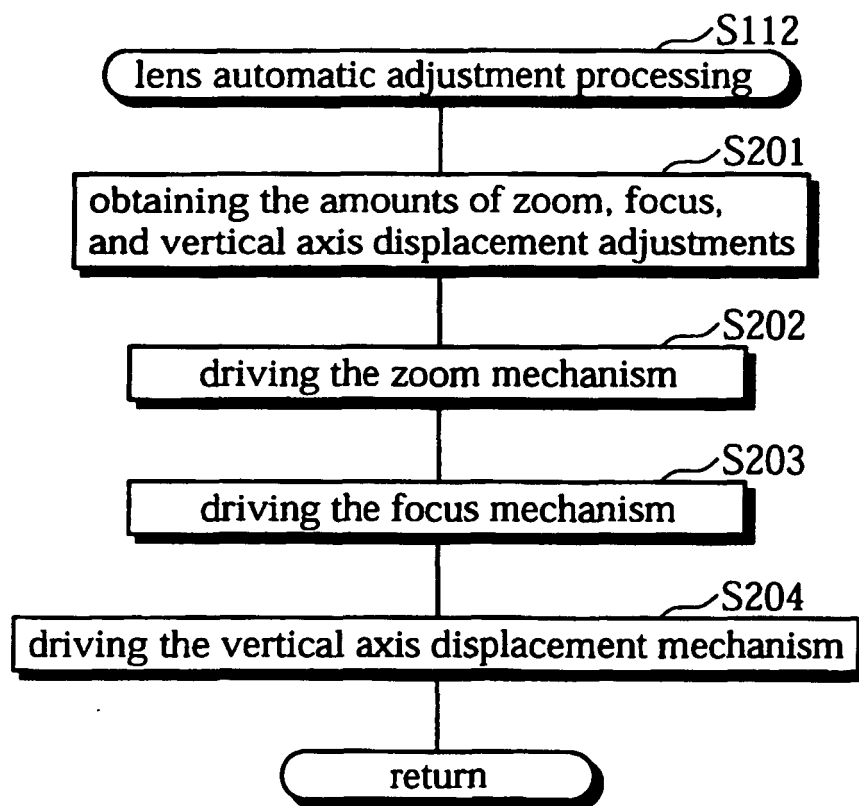 S112
lens automatic adjustment processing
S201
obtaining the amounts of zoom, focus,
and vertical axis displacement adjustments
S202
driving the zoom mechanism
S203
driving the focus mechanism
S204
driving the vertical axis displacement mechanism
return